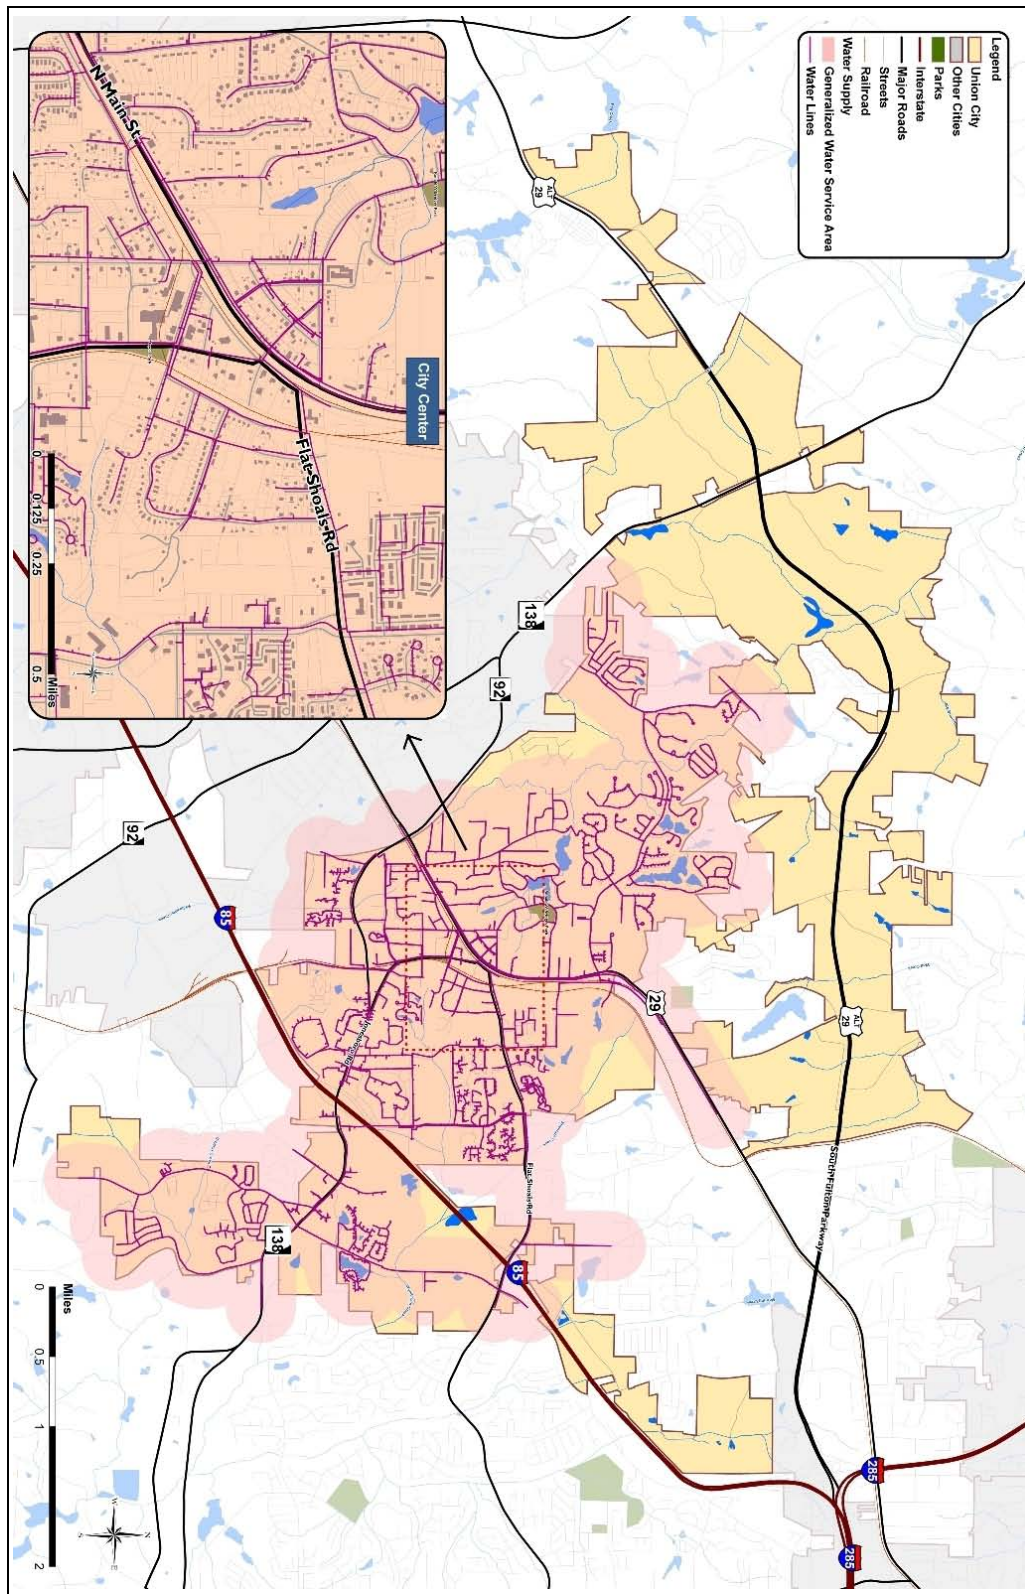 Legend
Union City
Other Cities
Parks
Interstate
Major Roads
Streets
Railroad
Water Supply
Generalized Water Service Area
Water Lines
City Center
N Main St
Flat Shoals Rd
0 0.125 0.25 0.5
Miles
ALT
29
138
92
92
85
29
ALT
29
South Fulton Parkway
Flat Shoals Rd
85
138
285
285
Miles
0 0.5 1 2
N
E
W